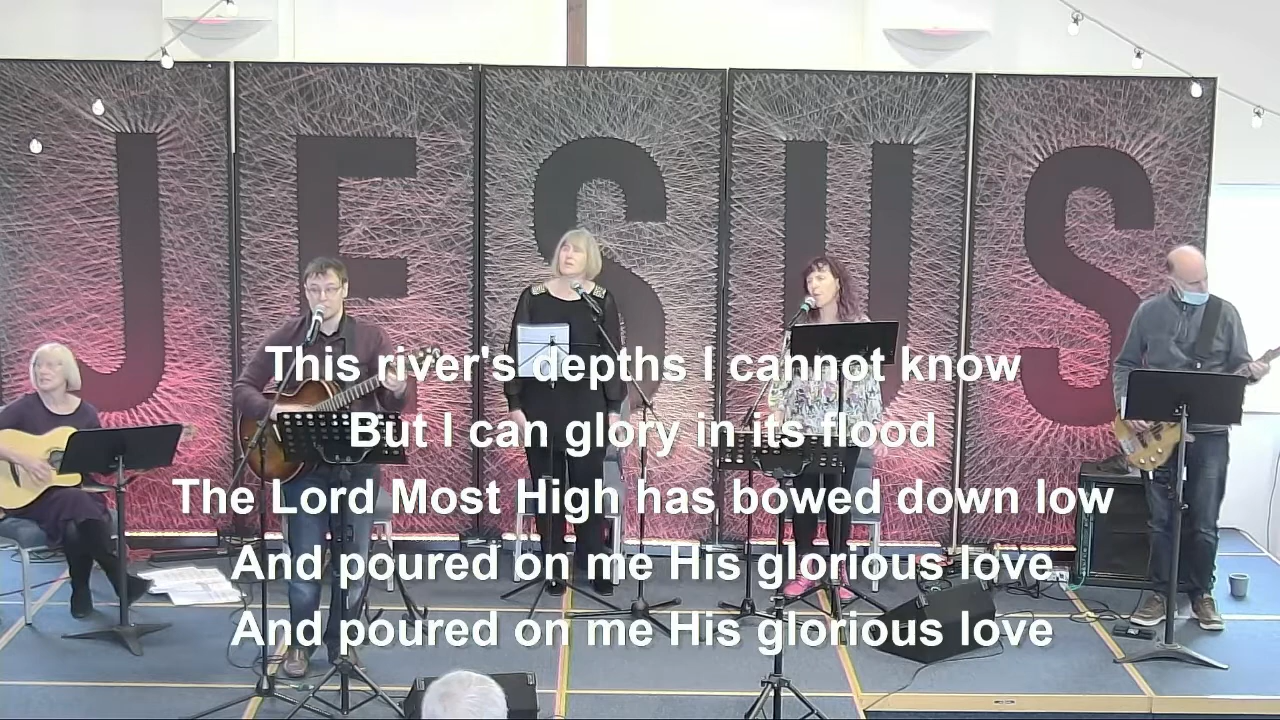 JESUS
This river's depths I cannot know
But I can glory in its flood
The Lord Most High has bowed down low
And poured on me His glorious love
And poured on me His glorious love